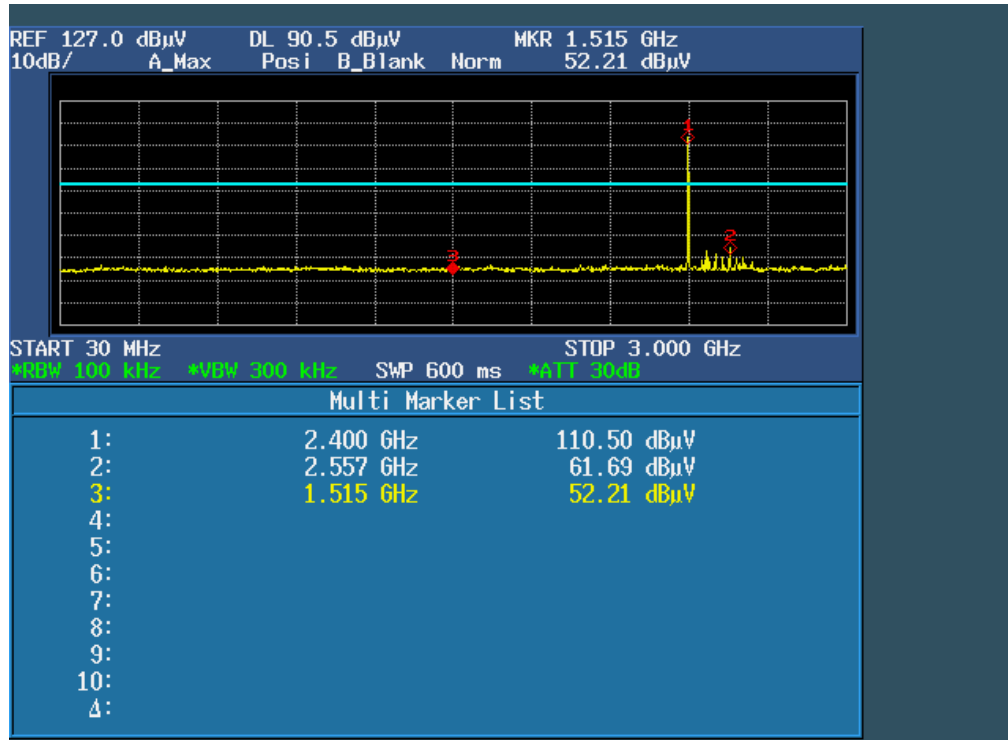 REF 127.0 dBµV DL 90.5 dBµV MKR 1.515 GHz
10dB/ A_Max Posi B_Blank Norm 52.21 dBµV
1
2
3
START 30 MHz STOP 3.000 GHz
*RBW 100 kHz *VBW 300 kHz SWP 600 ms *ATT 30dB
Multi Marker List
1: 2.400 GHz 110.50 dBµV
2: 2.557 GHz 61.69 dBµV
3: 1.515 GHz 52.21 dBµV
4:
5:
6:
7:
8:
9:
10:
Δ: